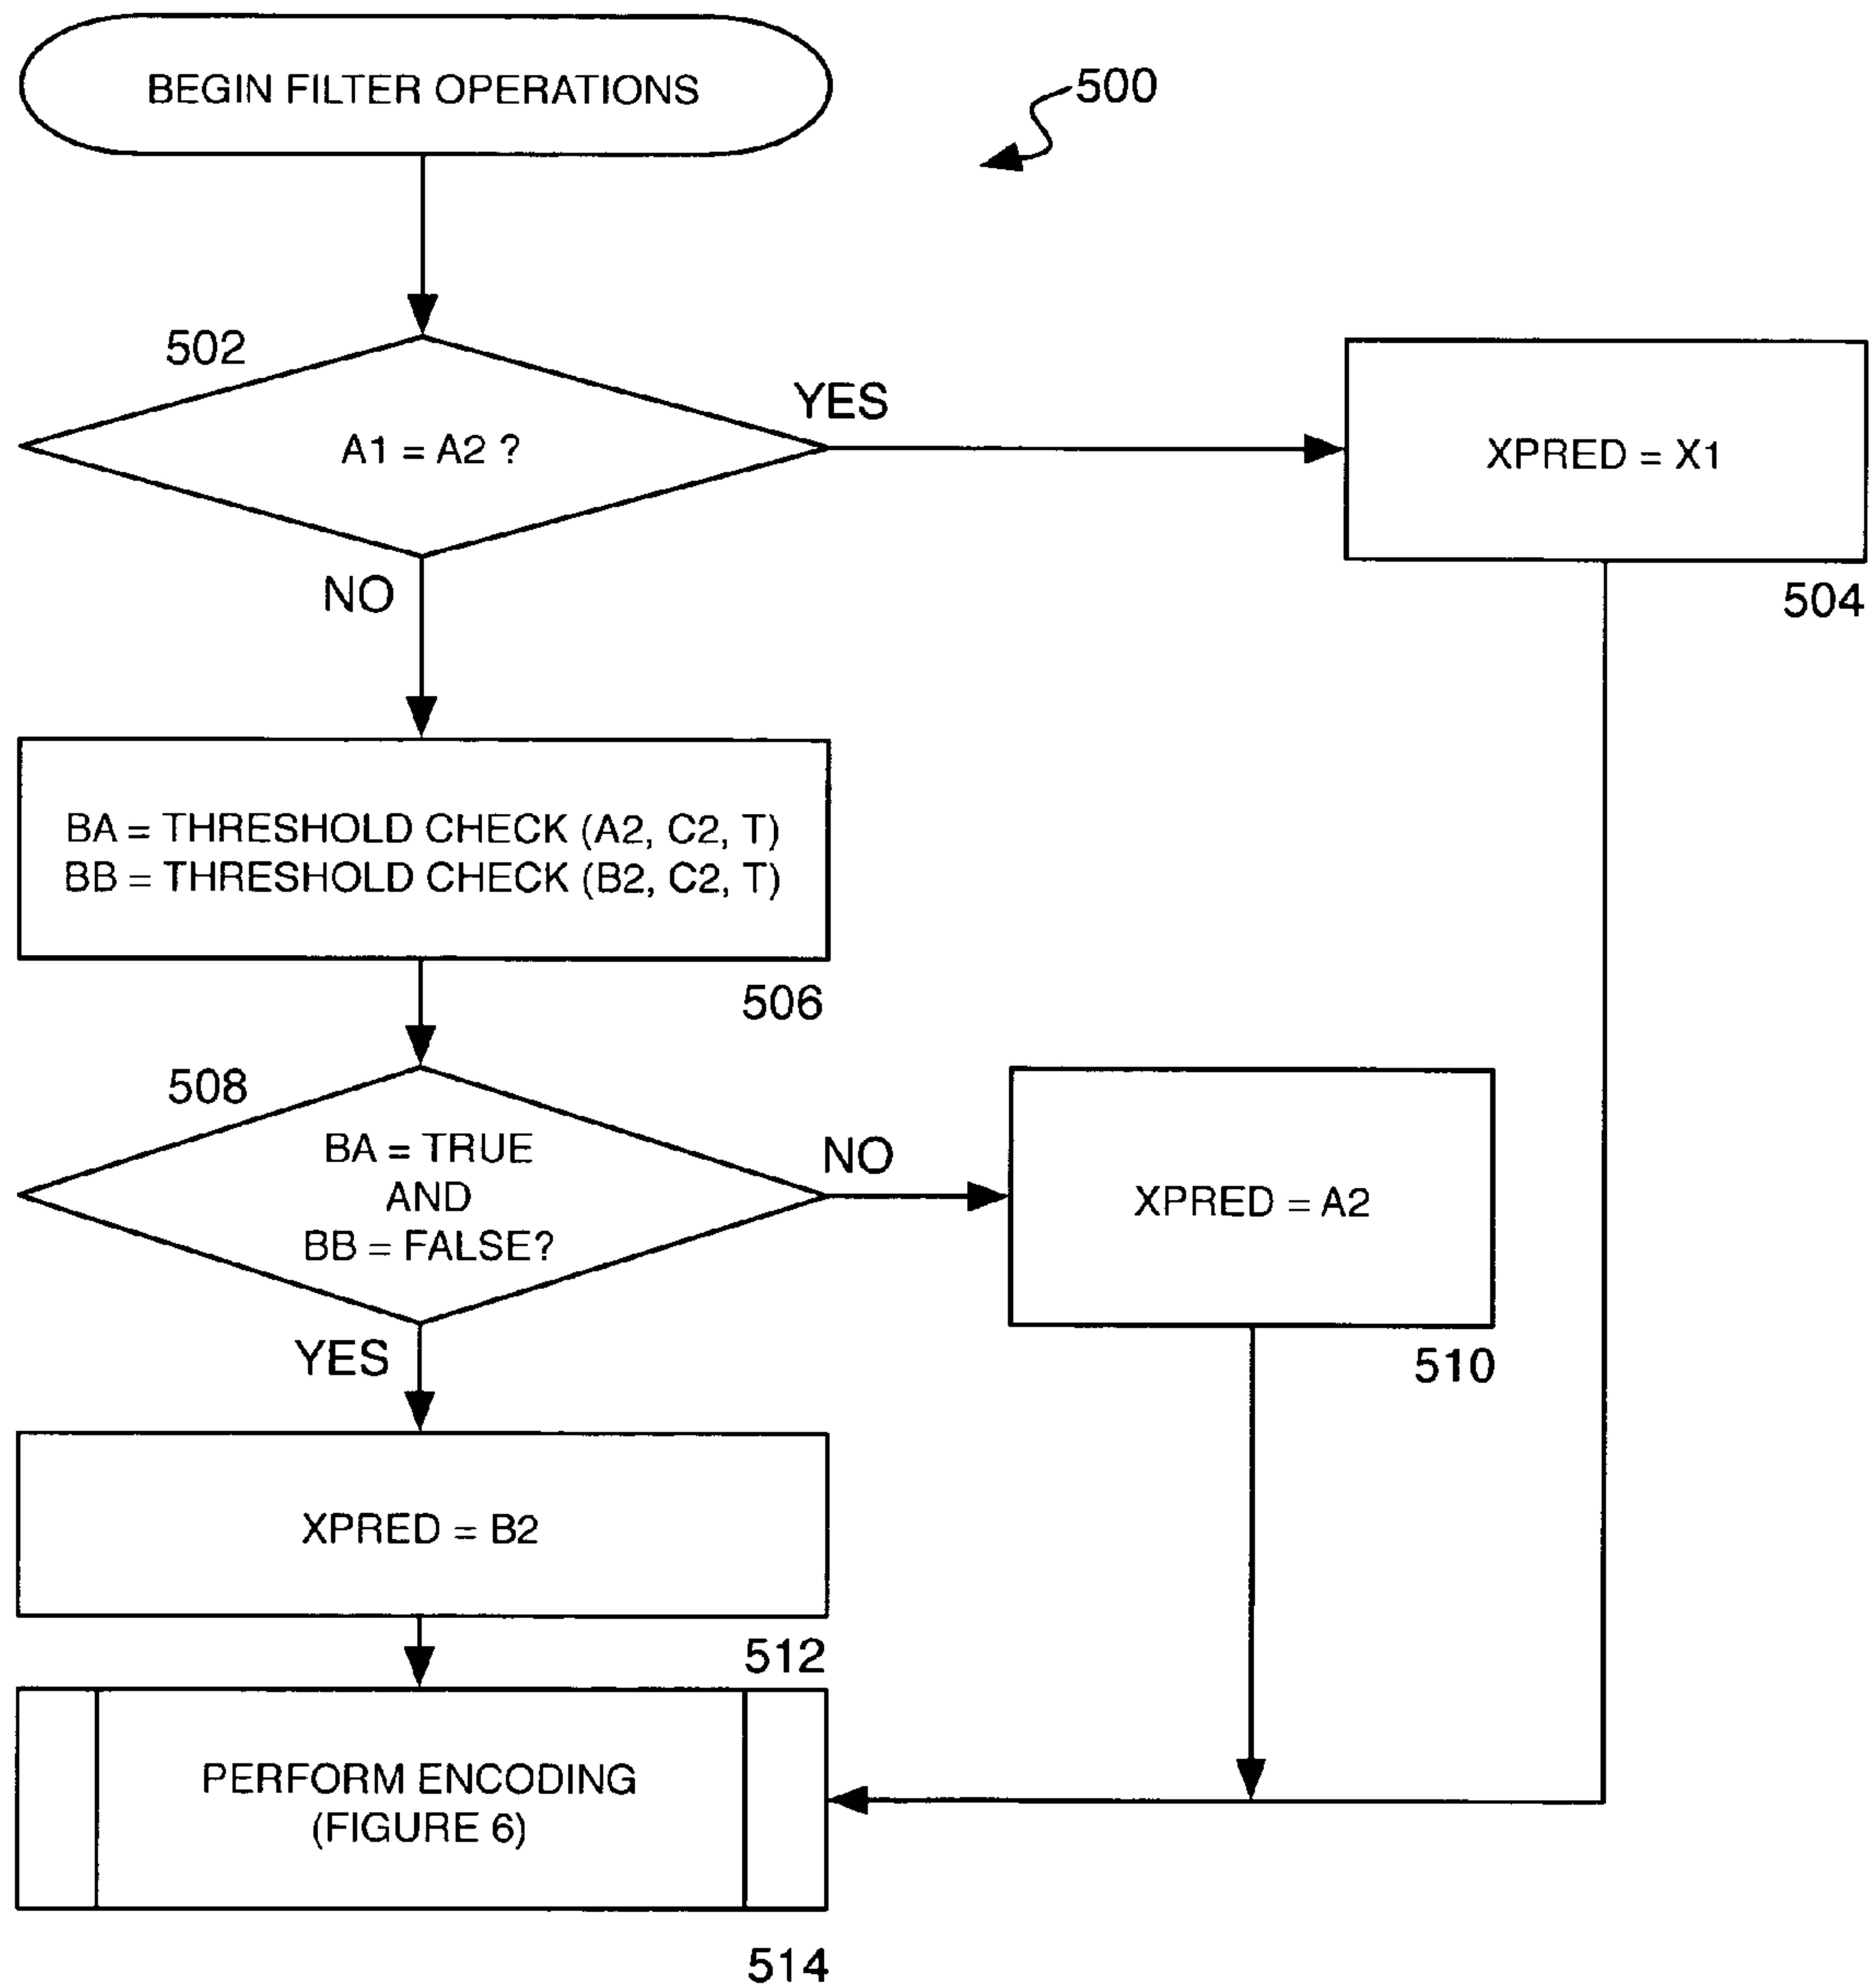 BEGIN FILTER OPERATIONS
500
502
A1 = A2 ?
YES
XPRED = X1
504
NO
BA = THRESHOLD CHECK (A2, C2, T)
BB = THRESHOLD CHECK (B2, C2, T)
506
508
BA = TRUE
AND
BB = FALSE?
NO
XPRED = A2
510
YES
XPRED = B2
512
PERFORM ENCODING
(FIGURE 6)
514